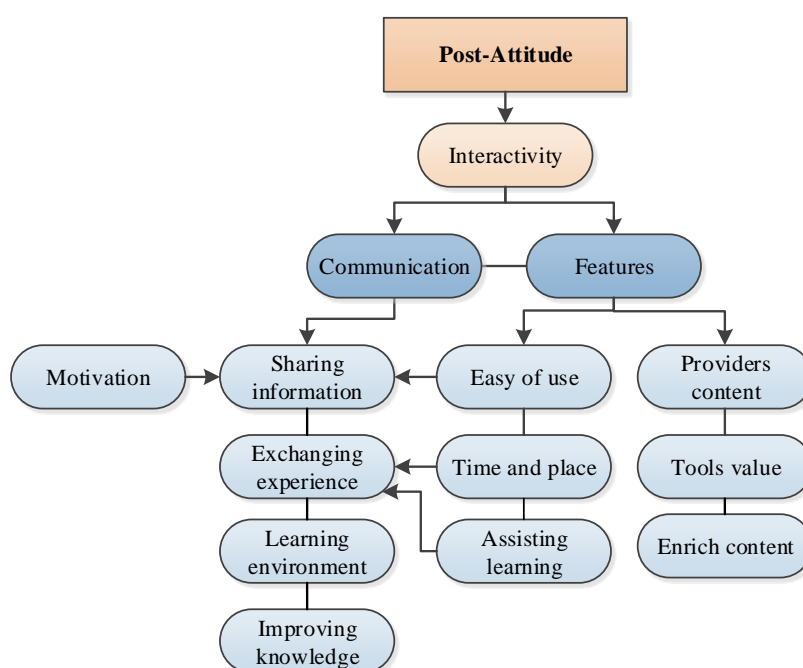 Post-Attitude
Interactivity
Communication
Features
Motivation
Sharing
information
Easy of use
Providers
content
Exchanging
experience
Time and place
Tools value
Learning
environment
Assisting
learning
Enrich content
Improving
knowledge